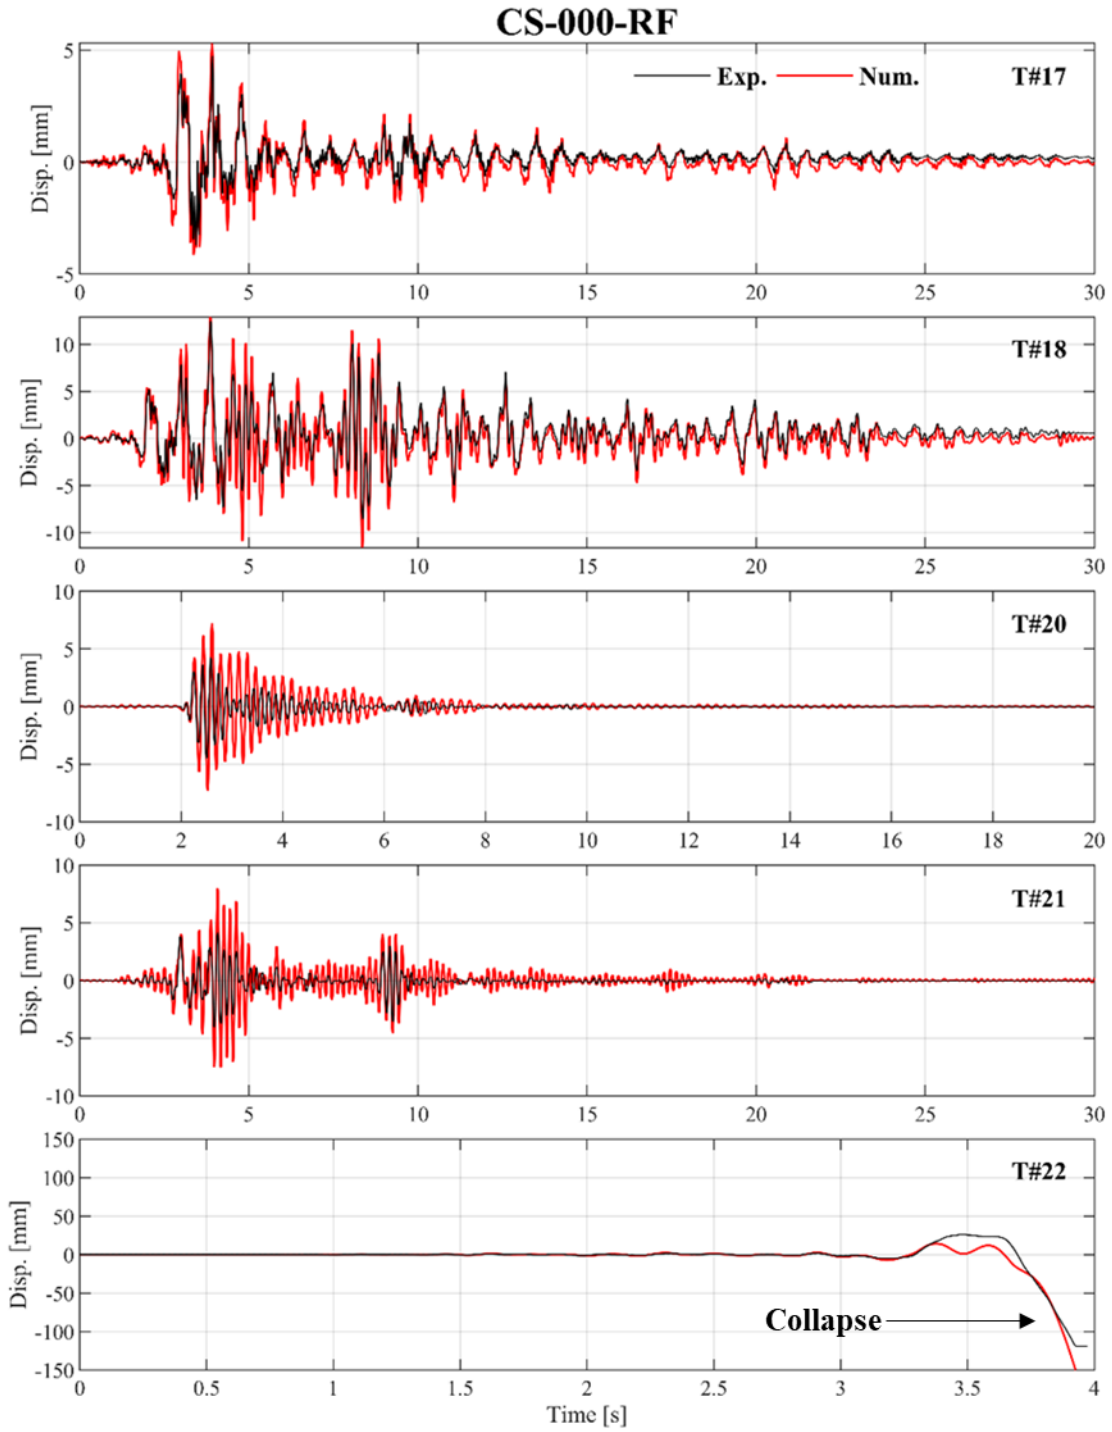 CS-000-RF
Exp. Num. T#17
Disp. [mm]
5
0
-5
0 5 10 15 20 25 30
T#18
Disp. [mm]
10
5
0
-5
-10
0 5 10 15 20 25 30
T#20
Disp. [mm]
10
5
0
-5
-10
0 2 4 6 8 10 12 14 16 18 20
T#21
Disp. [mm]
10
5
0
-5
-10
0 5 10 15 20 25 30
T#22
Disp. [mm]
150
100
50
0
-50
-100
-150
Collapse
0 0.5 1 1.5 2 2.5 3 3.5 4
Time [s]